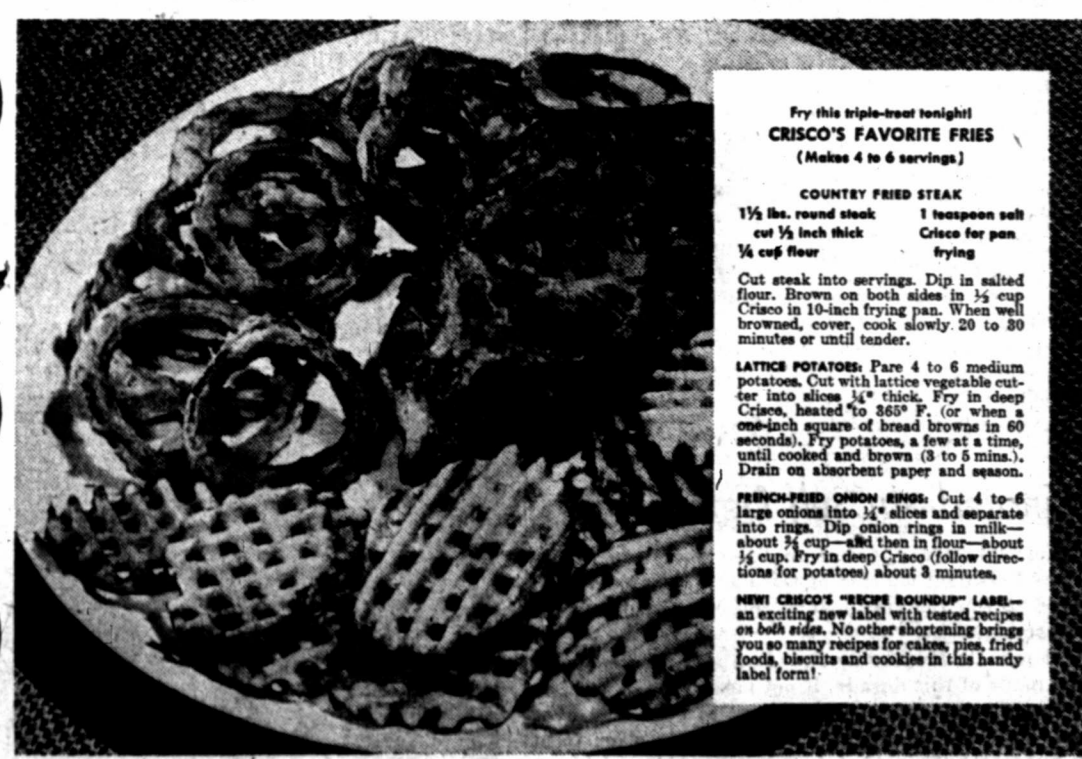 Fry this triple-treat tonight!
CRISCO'S FAVORITE FRIES
(Makes 4 to 6 servings)
COUNTRY FRIED STEAK
1½ lbs. round steak
cut ½ inch thick
¼ cup flour
1 teaspoon salt
Crisco for pan
frying
Cut steak into servings. Dip in salted
flour. Brown on both sides in cup
Crisco in 10-inch frying pan. When well
browned, cover, cook slowly 20 to 30
minutes or until tender.
LATTICE POTATOES: Pare 4 to 6 medium
potatoes. Cut with lattice vegetable cut-
ter into slices ¼" thick. Fry in deep
Crisco, heated to 365° F. (or when a
one-inch square of bread browns in 60
seconds). Fry potatoes, a few at a time,
until cooked and brown (3 to 5 mins.).
Drain on absorbent paper and season.
FRENCH-FRIED ONION RINGS: Cut 4 to 6
large onions into ¼" slices and separate
into rings. Dip onion rings in milk—
about cup—and then in flour—about
cup. Fry in deep Crisco (follow direc-
tions for potatoes) about 3 minutes.
NEW! CRISCO'S "RECIPE ROUNDUP" LABEL—
an exciting new label with tested recipes
on both sides. No other shortening brings
you so many recipes for cakes, pies, fried
foods, biscuits and cookies in this handy
label form!